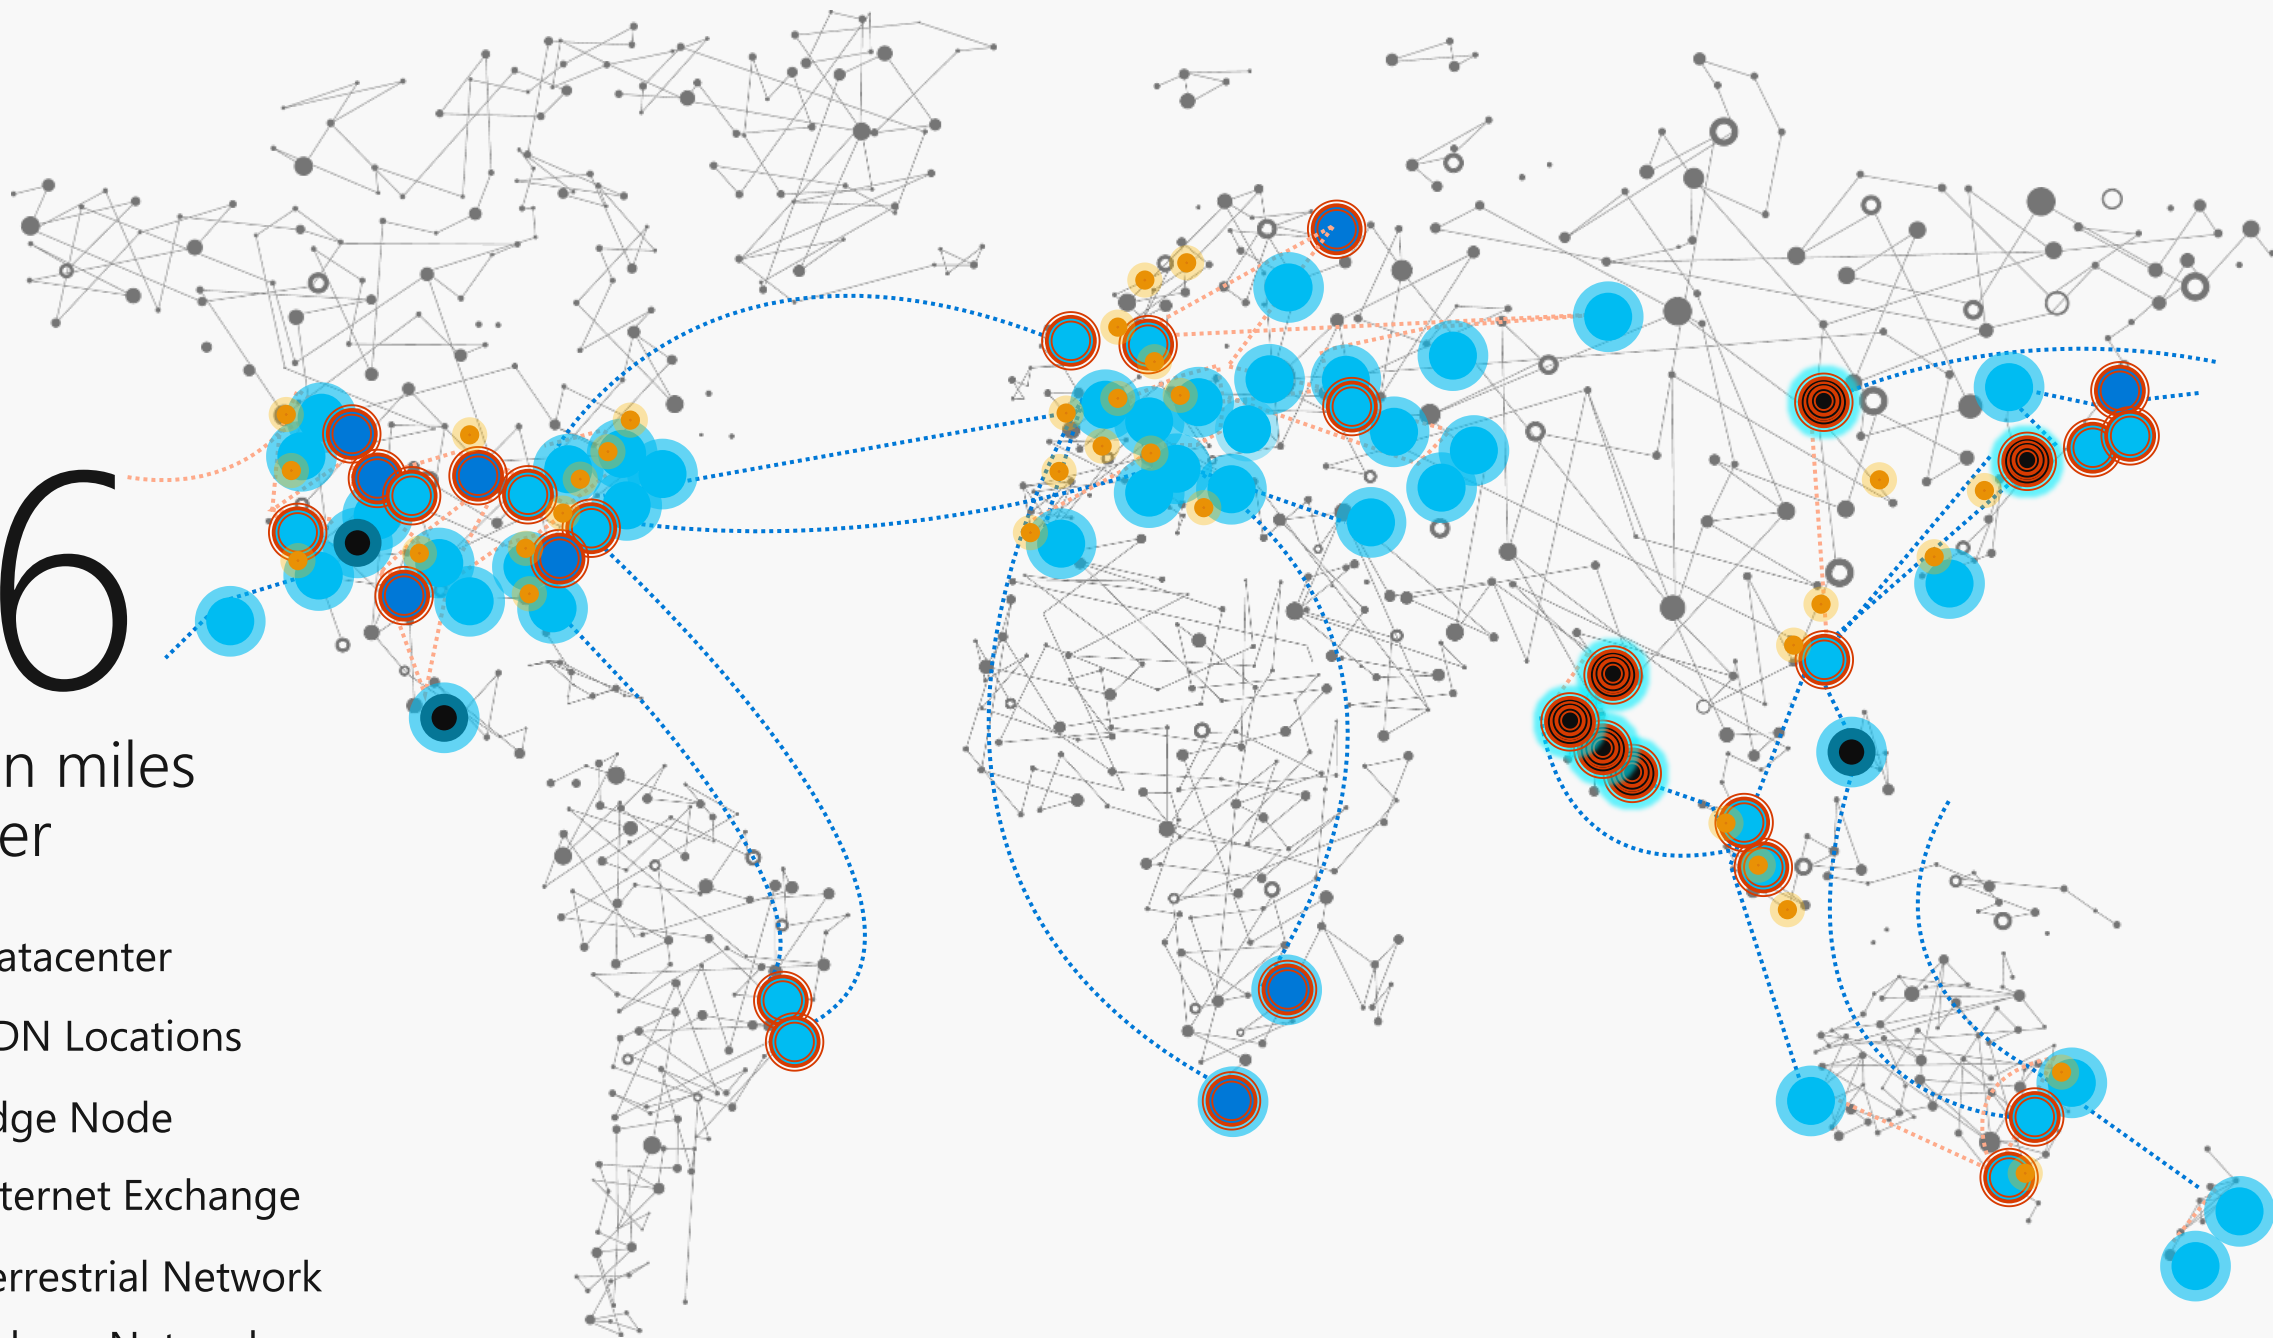 6
n miles
er
atacenter
DN Locations
dge Node
ternet Exchange
errestrial Network